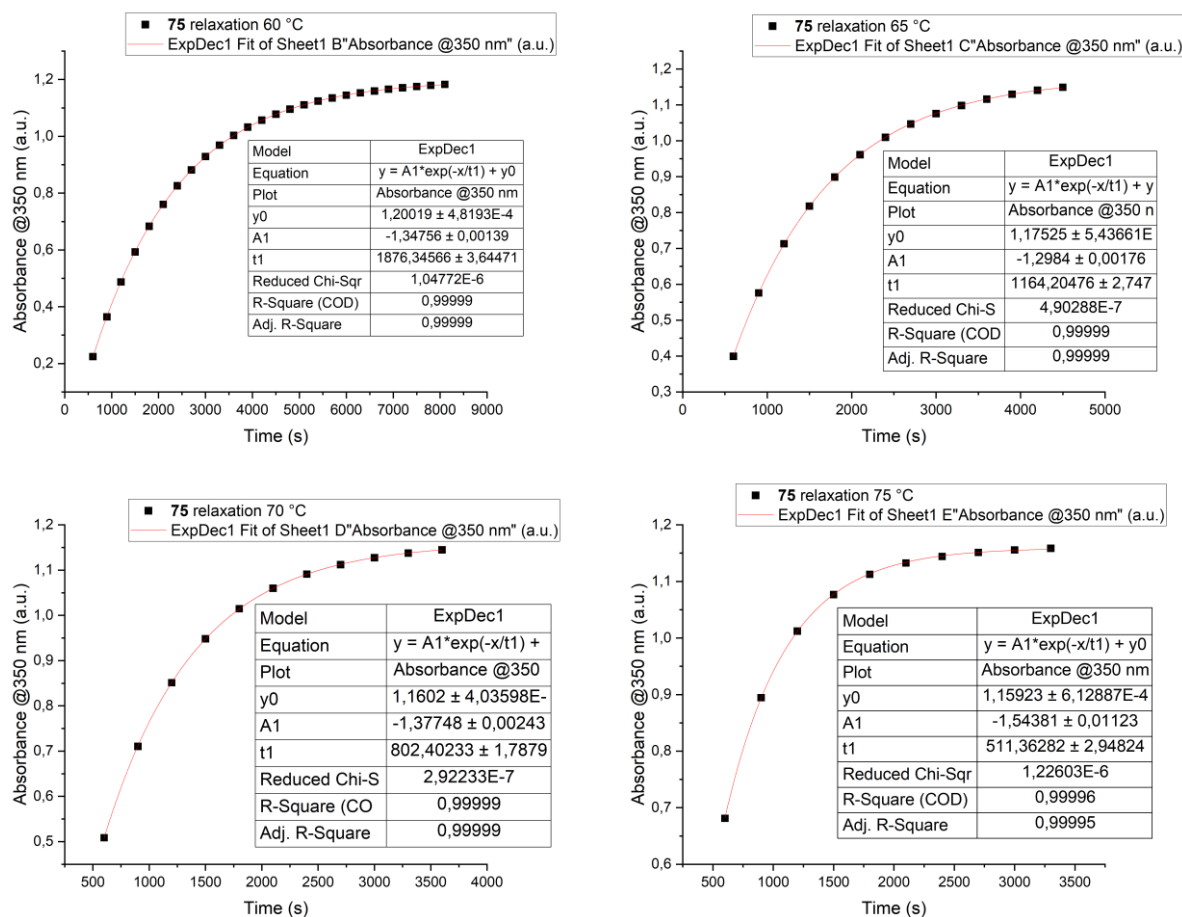 75 relaxation 60 °C
ExpDec1 Fit of Sheet1 B"Absorbance @350 nm" (a.u.)
Absorbance @350 nm (a.u.)
1,2
1,0
0,8
0,6
0,4
0,2
Model ExpDec1
Equation y = A1*exp(-x/t1) + y0
Plot Absorbance @350 nm
y0 1,20019 ± 4,8193E-4
A1 -1,34756 ± 0,00139
t1 1876,34566 ± 3,64471
Reduced Chi-Sqr 1,04772E-6
R-Square (COD) 0,99999
Adj. R-Square 0,99999
0 1000 2000 3000 4000 5000 6000 7000 8000 9000
Time (s)
75 relaxation 65 °C
ExpDec1 Fit of Sheet1 C"Absorbance @350 nm" (a.u.)
Absorbance @350 nm (a.u.)
1,2
1,1
1,0
0,9
0,8
0,7
0,6
0,5
0,4
0,3
Model ExpDec1
Equation y = A1*exp(-x/t1) + y
Plot Absorbance @350 n
y0 1,17525 ± 5,43661E
A1 -1,2984 ± 0,00176
t1 1164,20476 ± 2,747
Reduced Chi-S 4,90288E-7
R-Square (COD 0,99999
Adj. R-Square 0,99999
0 1000 2000 3000 4000 5000
Time (s)
75 relaxation 70 °C
ExpDec1 Fit of Sheet1 D"Absorbance @350 nm" (a.u.)
Absorbance @350 nm (a.u.)
1,2
1,1
1,0
0,9
0,8
0,7
0,6
0,5
Model ExpDec1
Equation y = A1*exp(-x/t1) +
Plot Absorbance @350
y0 1,1602 ± 4,03598E-
A1 -1,37748 ± 0,00243
t1 802,40233 ± 1,7879
Reduced Chi-S 2,92233E-7
R-Square (CO 0,99999
Adj. R-Square 0,99999
500 1000 1500 2000 2500 3000 3500 4000
Time (s)
75 relaxation 75 °C
ExpDec1 Fit of Sheet1 E"Absorbance @350 nm" (a.u.)
Absorbance @350 nm (a.u.)
1,2
1,1
1,0
0,9
0,8
0,7
0,6
Model ExpDec1
Equation y = A1*exp(-x/t1) + y0
Plot Absorbance @350 nm
y0 1,15923 ± 6,12887E-4
A1 -1,54381 ± 0,01123
t1 511,36282 ± 2,94824
Reduced Chi-Sqr 1,22603E-6
R-Square (COD) 0,99996
Adj. R-Square 0,99995
500 1000 1500 2000 2500 3000 3500
Time (s)